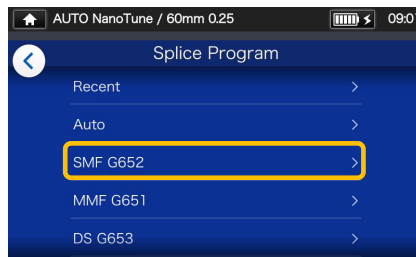 AUTO NanoTune / 60mm 0.25 09:0
Splice Program
Recent
Auto
SMF G652
MMF G651
DS G653